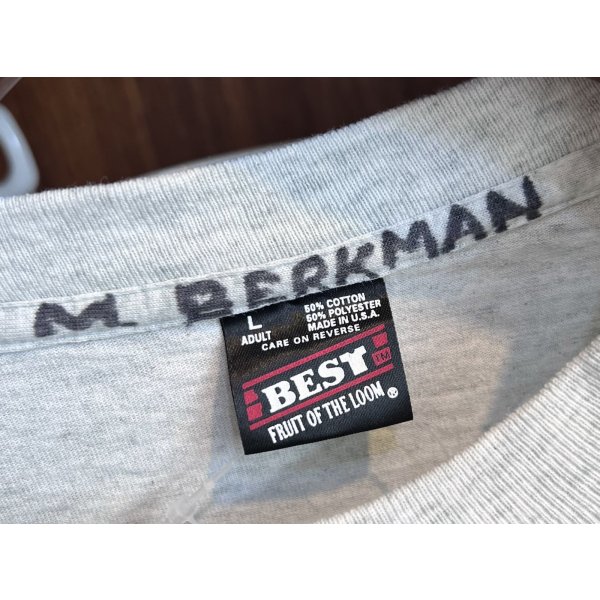 M. BERKMAN
L
ADULT
50% COTTON
50% POLYESTER
MADE IN U.S.A.
CARE ON REVERSE
BEST TM
FRUIT OF THE LOOM ®